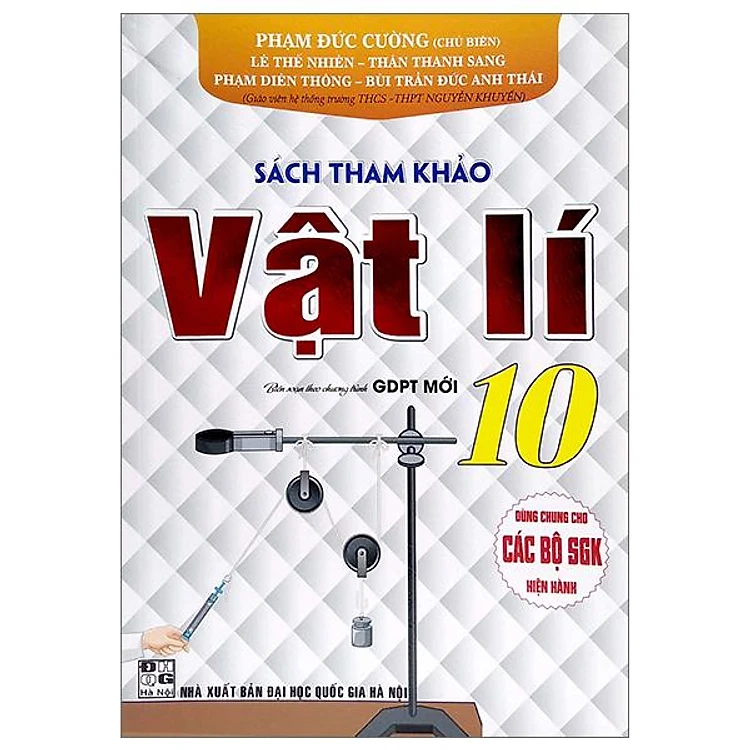 PHẠM ĐỨC CƯỜNG (CHỦ BIÊN)
LÊ THẾ NHIÊN – THÂN THANH SANG
PHẠM DIÊN THÔNG – BÙI TRẦN ĐỨC ANH THÁI
(Giáo viên hệ thống trường THCS -THPT NGUYỄN KHUYẾN)
SÁCH THAM KHẢO
Vật lí
Biên soạn theo chương trình GDPT MỚI
10
DÙNG CHUNG CHO
CÁC BỘ SGK
HIỆN HÀNH
ĐH
QG
Hà Nội
NHÀ XUẤT BẢN ĐẠI HỌC QUỐC GIA HÀ NỘI